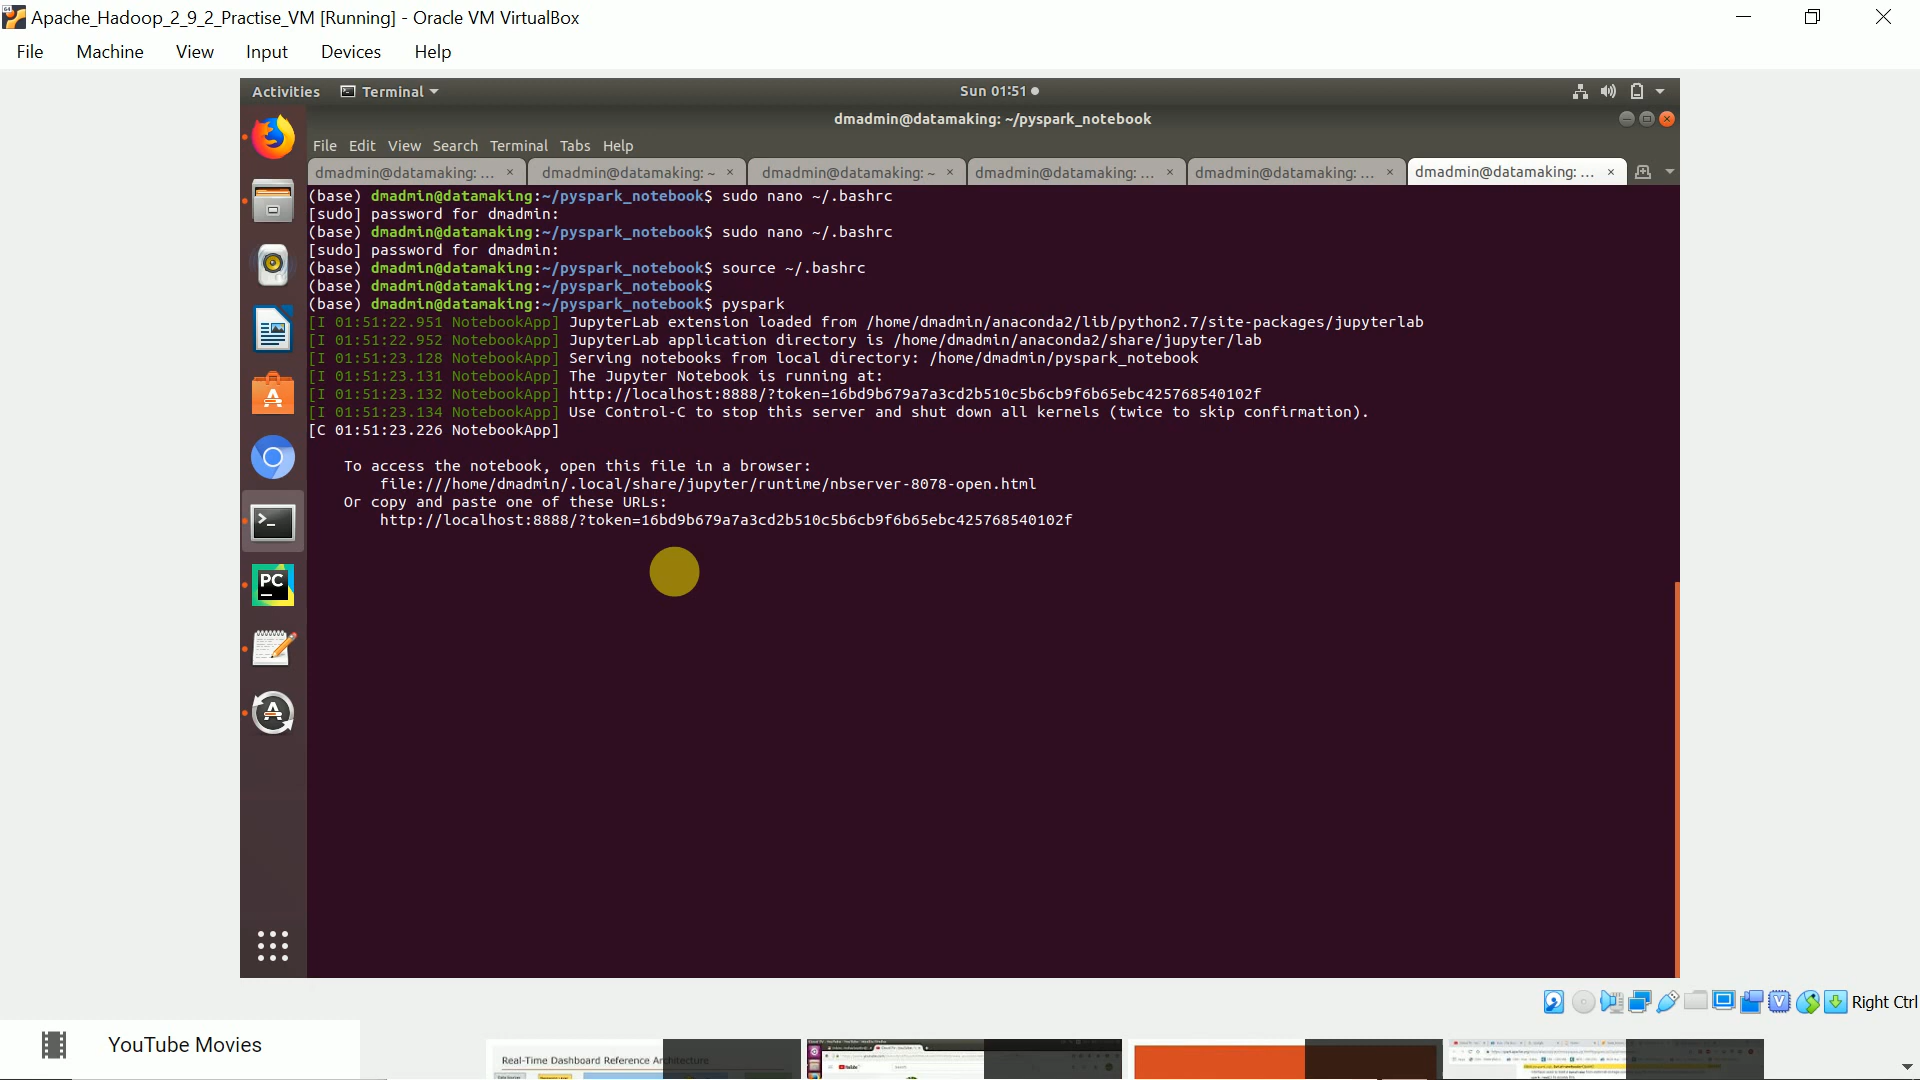 Apache_Hadoop_2_9_2_Practise_VM [Running] - Oracle VM VirtualBox
File Machine View Input Devices Help
Activities Terminal Sun 01:51
dmadmin@datamaking: ~/pyspark_notebook
File Edit View Search Terminal Tabs Help
dmadmin@datamaking: ... × dmadmin@datamaking: ~ × dmadmin@datamaking: ~ × dmadmin@datamaking: ... × dmadmin@datamaking: ... × dmadmin@datamaking: ... ×
(base) dmadmin@datamaking:~/pyspark_notebook$ sudo nano ~/.bashrc
[sudo] password for dmadmin:
(base) dmadmin@datamaking:~/pyspark_notebook$ sudo nano ~/.bashrc
[sudo] password for dmadmin:
(base) dmadmin@datamaking:~/pyspark_notebook$ source ~/.bashrc
(base) dmadmin@datamaking:~/pyspark_notebook$
(base) dmadmin@datamaking:~/pyspark_notebook$ pyspark
[I 01:51:22.951 NotebookApp] JupyterLab extension loaded from /home/dmadmin/anaconda2/lib/python2.7/site-packages/jupyterlab
[I 01:51:22.952 NotebookApp] JupyterLab application directory is /home/dmadmin/anaconda2/share/jupyter/lab
[I 01:51:23.128 NotebookApp] Serving notebooks from local directory: /home/dmadmin/pyspark_notebook
[I 01:51:23.131 NotebookApp] The Jupyter Notebook is running at:
[I 01:51:23.132 NotebookApp] http://localhost:8888/?token=16bd9b679a7a3cd2b510c5b6cb9f6b65ebc425768540102f
[I 01:51:23.134 NotebookApp] Use Control-C to stop this server and shut down all kernels (twice to skip confirmation).
[C 01:51:23.226 NotebookApp]
To access the notebook, open this file in a browser:
file:///home/dmadmin/.local/share/jupyter/runtime/nbserver-8078-open.html
Or copy and paste one of these URLs:
http://localhost:8888/?token=16bd9b679a7a3cd2b510c5b6cb9f6b65ebc425768540102f
PC
Right Ctrl
YouTube Movies
Real-Time Dashboard Reference Architecture